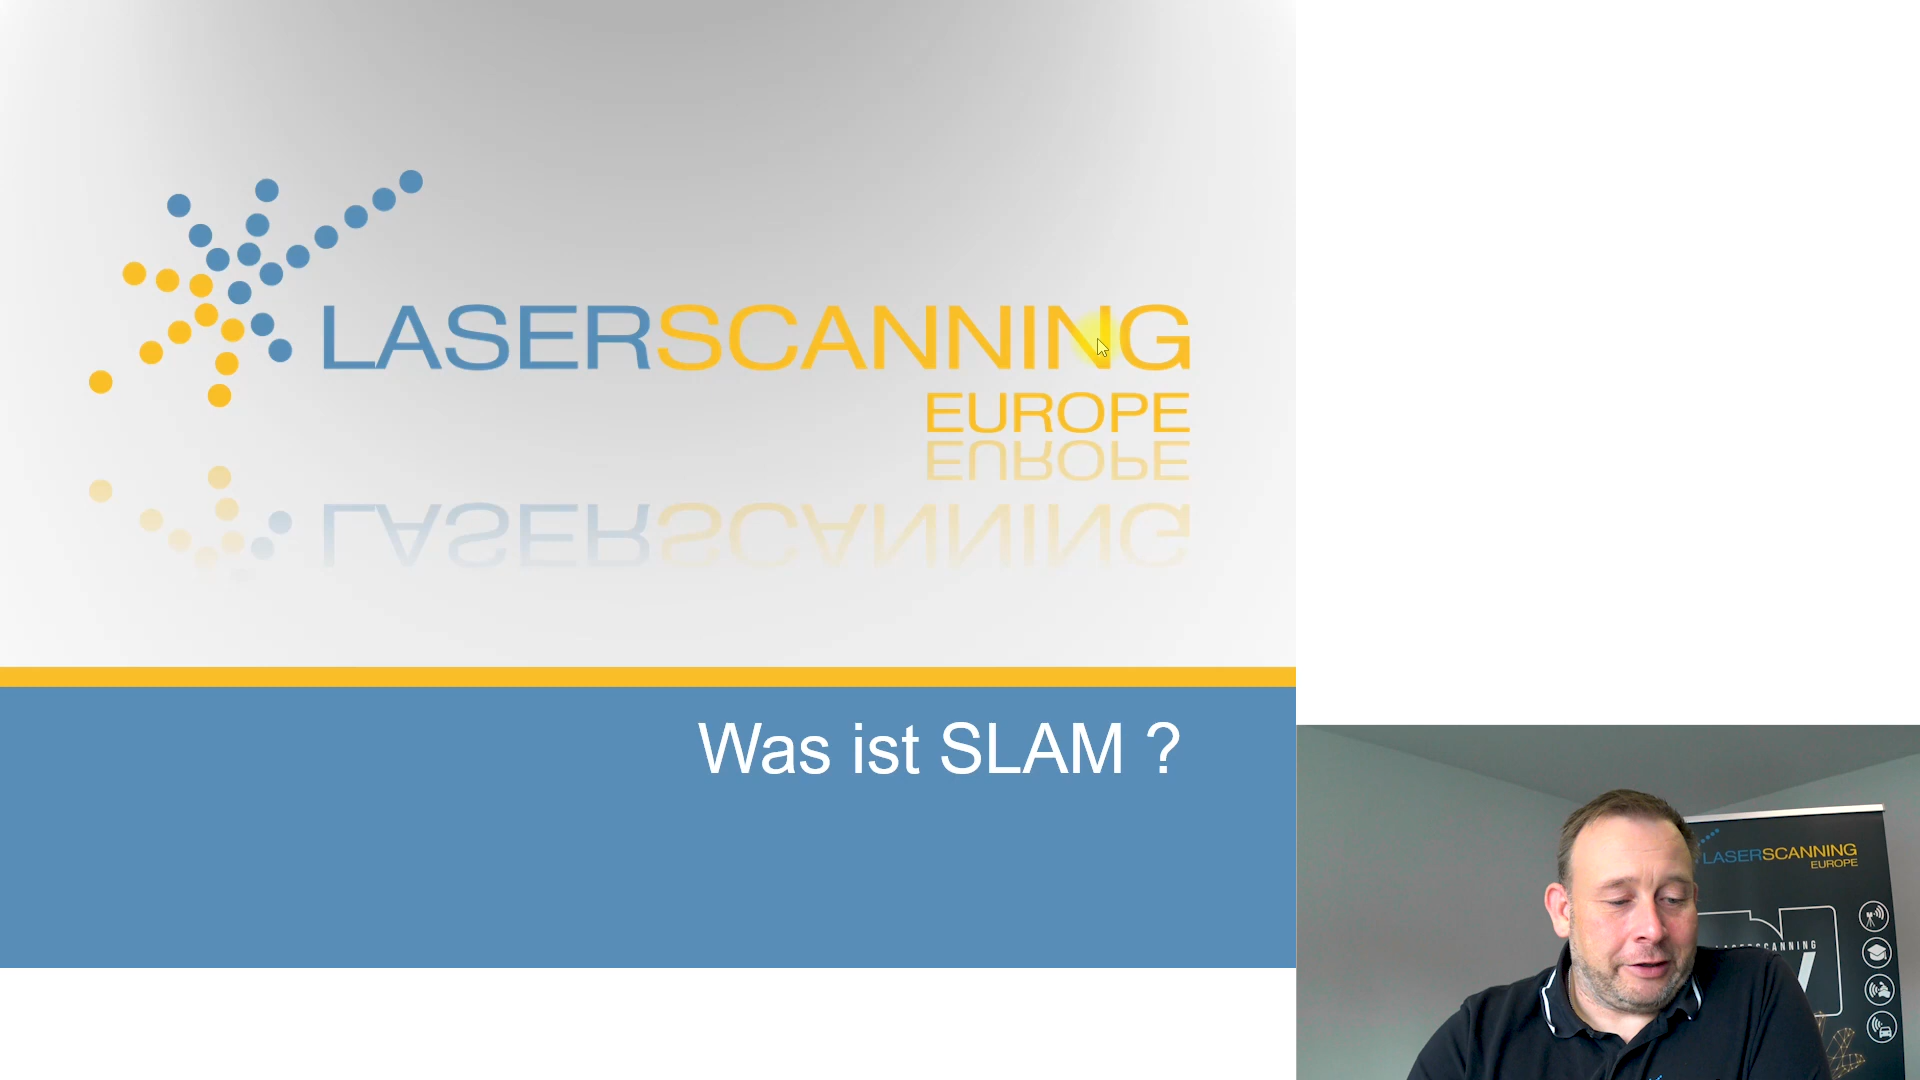 LASERSCANNING
EUROPE
Was ist SLAM ?
LASERSCANNING
EUROPE